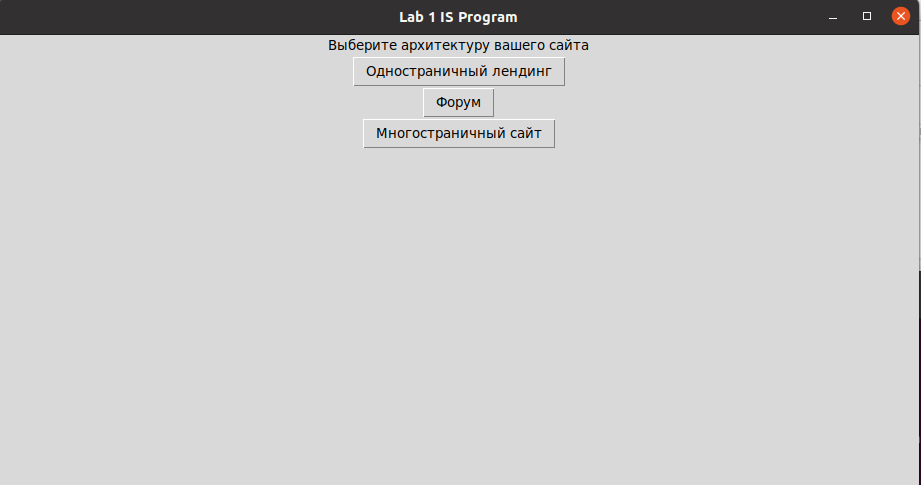 Lab 1 IS Program
Выберите архитектуру вашего сайта
Одностраничный лендинг
Форум
Многостраничный сайт